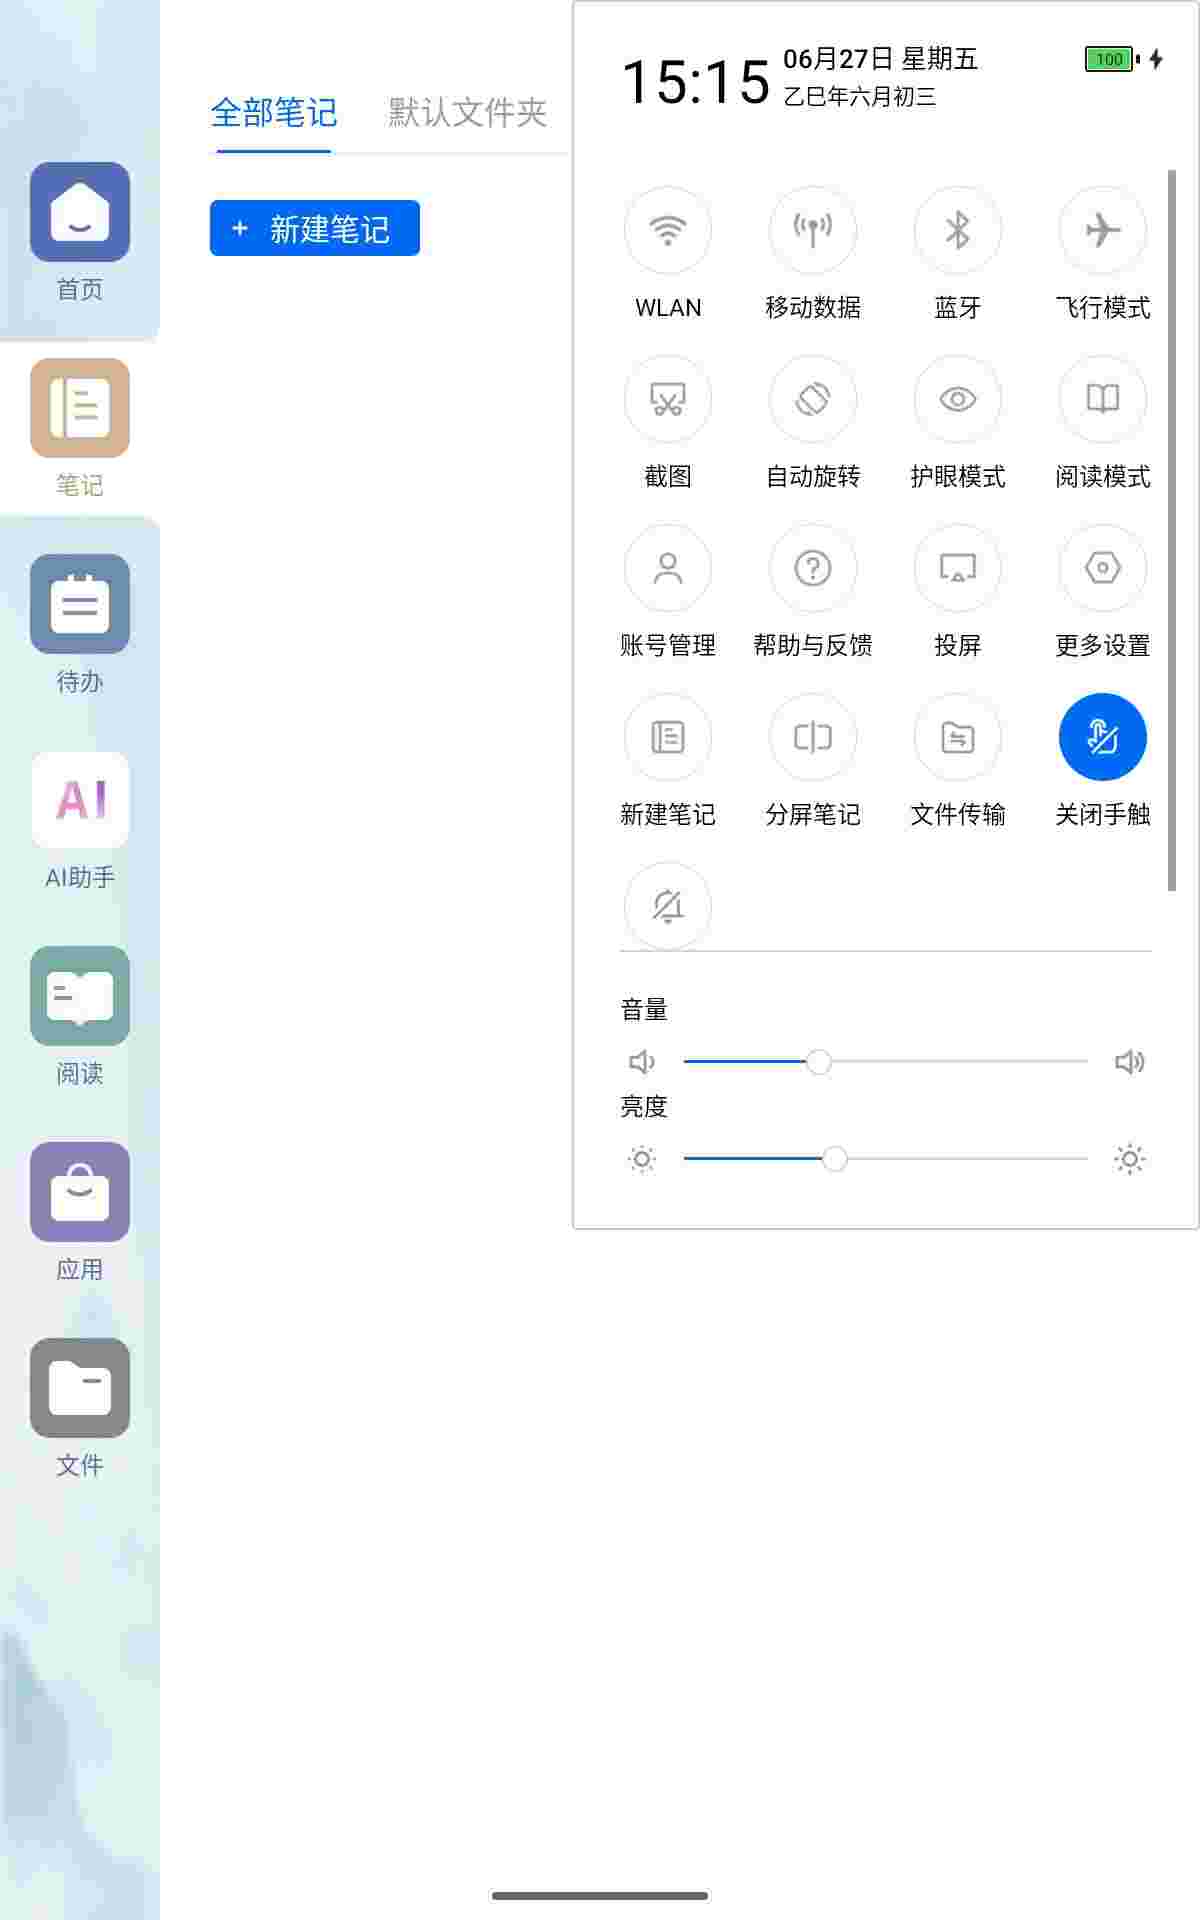 首页
笔记
待办
AI
AI助手
阅读
应用
文件
全部笔记 默认文件夹
+ 新建笔记
15:15
06月27日 星期五
乙巳年六月初三
100
WLAN 移动数据 蓝牙 飞行模式
截图 自动旋转 护眼模式 阅读模式
账号管理 帮助与反馈 投屏 更多设置
新建笔记 分屏笔记 文件传输 关闭手触
音量
亮度